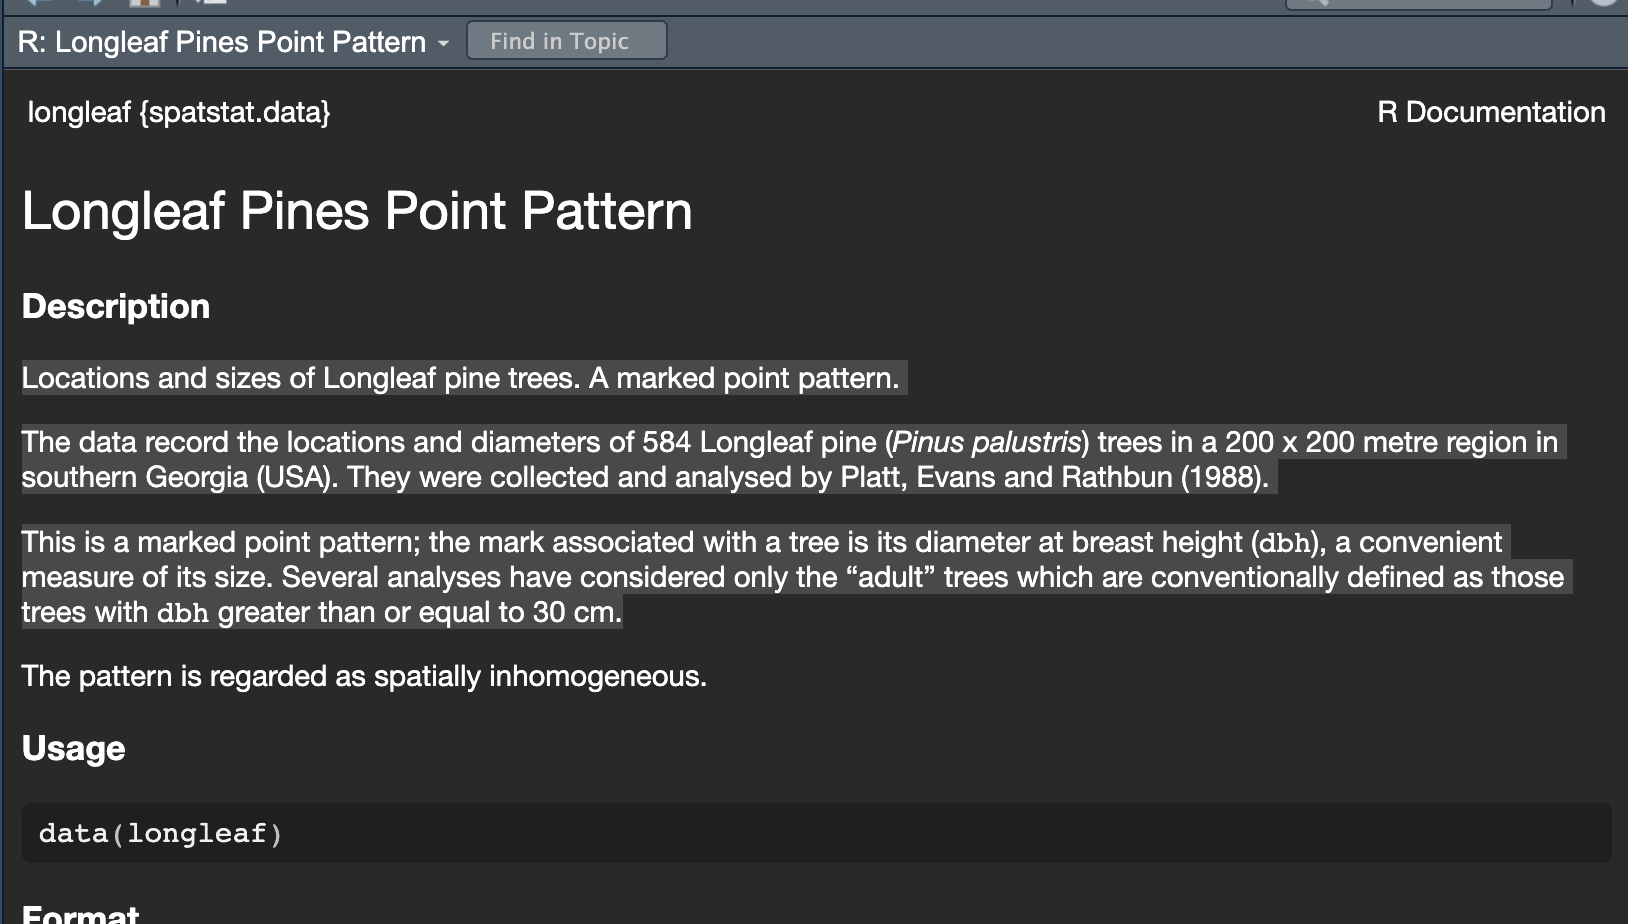 R: Longleaf Pines Point Pattern
Find in Topic
longleaf {spatstat.data}
R Documentation
Longleaf Pines Point Pattern
Description
Locations and sizes of Longleaf pine trees. A marked point pattern.
The data record the locations and diameters of 584 Longleaf pine (Pinus palustris) trees in a 200 x 200 metre region in
southern Georgia (USA). They were collected and analysed by Platt, Evans and Rathbun (1988).
This is a marked point pattern; the mark associated with a tree is its diameter at breast height (dbh), a convenient
measure of its size. Several analyses have considered only the “adult” trees which are conventionally defined as those
trees with dbh greater than or equal to 30 cm.
The pattern is regarded as spatially inhomogeneous.
Usage
data(longleaf)
Format